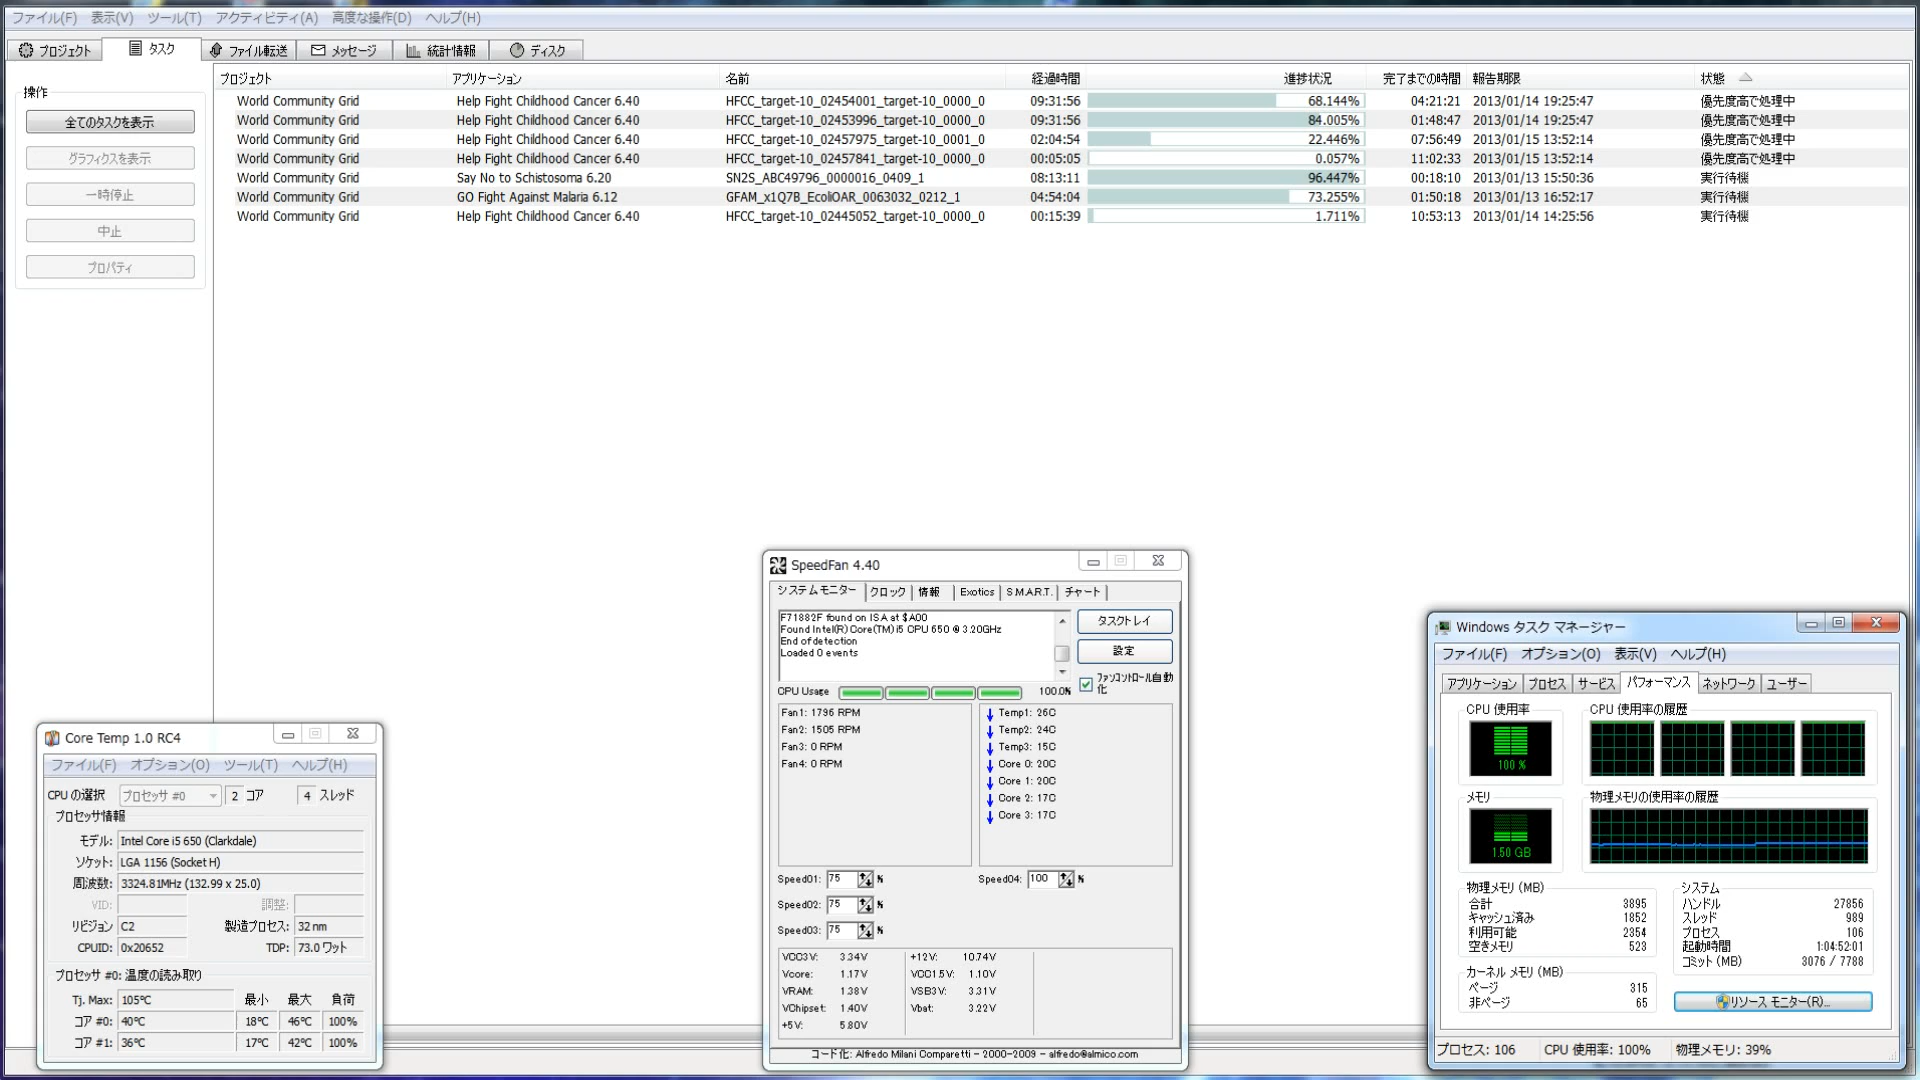 ファイル(F) 表示(V) ツール(T) アクティビティ(A) 高度な操作(D) ヘルプ(H)
プロジェクト タスク ファイル転送 メッセージ 統計情報 ディスク
操作
全てのタスクを表示
グラフィクスを表示
一時停止
中止
プロパティ
プロジェクト アプリケーション 名前 経過時間 進捗状況 完了までの時間 報告期限 状態
World Community Grid Help Fight Childhood Cancer 6.40 HFCC_target-10_02454001_target-10_0000_0 09:31:56 68.144% 04:21:21 2013/01/14 19:25:47 優先度高で処理中
World Community Grid Help Fight Childhood Cancer 6.40 HFCC_target-10_02453996_target-10_0000_0 09:31:56 84.005% 01:48:47 2013/01/14 19:25:47 優先度高で処理中
World Community Grid Help Fight Childhood Cancer 6.40 HFCC_target-10_02457975_target-10_0001_0 02:04:54 22.446% 07:56:49 2013/01/15 13:52:14 優先度高で処理中
World Community Grid Help Fight Childhood Cancer 6.40 HFCC_target-10_02457841_target-10_0000_0 00:05:05 0.057% 11:02:33 2013/01/15 13:52:14 優先度高で処理中
World Community Grid Say No to Schistosoma 6.20 SN2S_ABC49796_0000016_0409_1 08:13:11 96.447% 00:18:10 2013/01/13 15:50:36 実行待機
World Community Grid GO Fight Against Malaria 6.12 GFAM_x1Q7B_EcoliOAR_0063032_0212_1 04:54:04 73.255% 01:50:18 2013/01/13 16:52:17 実行待機
World Community Grid Help Fight Childhood Cancer 6.40 HFCC_target-10_02445052_target-10_0000_0 00:15:39 1.711% 10:53:13 2013/01/14 14:25:56 実行待機
Core Temp 1.0 RC4
ファイル(F) オプション(O) ツール(T) ヘルプ(H)
CPU の選択 プロセッサ #0 2 コア 4 スレッド
プロセッサ情報
モデル: Intel Core i5 650 (Clarkdale)
ソケット: LGA 1156 (Socket H)
周波数: 3324.81MHz (132.99 x 25.0)
VID: 調整:
リビジョン C2 製造プロセス: 32 nm
CPUID: 0x20652 TDP: 73.0 ワット
プロセッサ #0: 温度の読み取り
Tj. Max: 105℃ 最小 最大 負荷
コア #0: 40℃ 18℃ 46℃ 100%
コア #1: 36℃ 17℃ 42℃ 100%
SpeedFan 4.40
システムモニター クロック 情報 Exotics S.M.A.R.T. チャート
F71882F found on ISA at $A00
Found Intel(R) Core(TM) i5 CPU 650 @ 3.20GHz
End of detection
Loaded 0 events
タスクトレイ
設定
ファンコントロール自動化
CPU Usage 100.0%
Fan1: 1796 RPM
Fan2: 1505 RPM
Fan3: 0 RPM
Fan4: 0 RPM
Temp1: 26C
Temp2: 24C
Temp3: 15C
Core 0: 20C
Core 1: 20C
Core 2: 17C
Core 3: 17C
Speed01: 75 % Speed04: 100 %
Speed02: 75 %
Speed03: 75 %
VCC3V: 3.34V +12V: 10.74V
Vcore: 1.17V VCC1.5V: 1.10V
VRAM: 1.38V VSB3V: 3.31V
VChipset: 1.40V Vbat: 3.22V
+5V: 5.80V
コード化: Alfredo Milani Comparetti - 2000-2009 - alfredo@almico.com
Windows タスク マネージャー
ファイル(F) オプション(O) 表示(V) ヘルプ(H)
アプリケーション プロセス サービス パフォーマンス ネットワーク ユーザー
CPU 使用率 CPU 使用率の履歴
100 %
メモリ 物理メモリの使用率の履歴
1.50 GB
物理メモリ (MB)
合計 3895
キャッシュ済み 1852
利用可能 2354
空きメモリ 523
カーネル メモリ (MB)
ページ 315
非ページ 65
システム
ハンドル 27856
スレッド 989
プロセス 106
起動時間 1:04:52:01
コミット (MB) 3076 / 7788
リソース モニター(R)...
プロセス: 106 CPU 使用率: 100% 物理メモリ: 39%